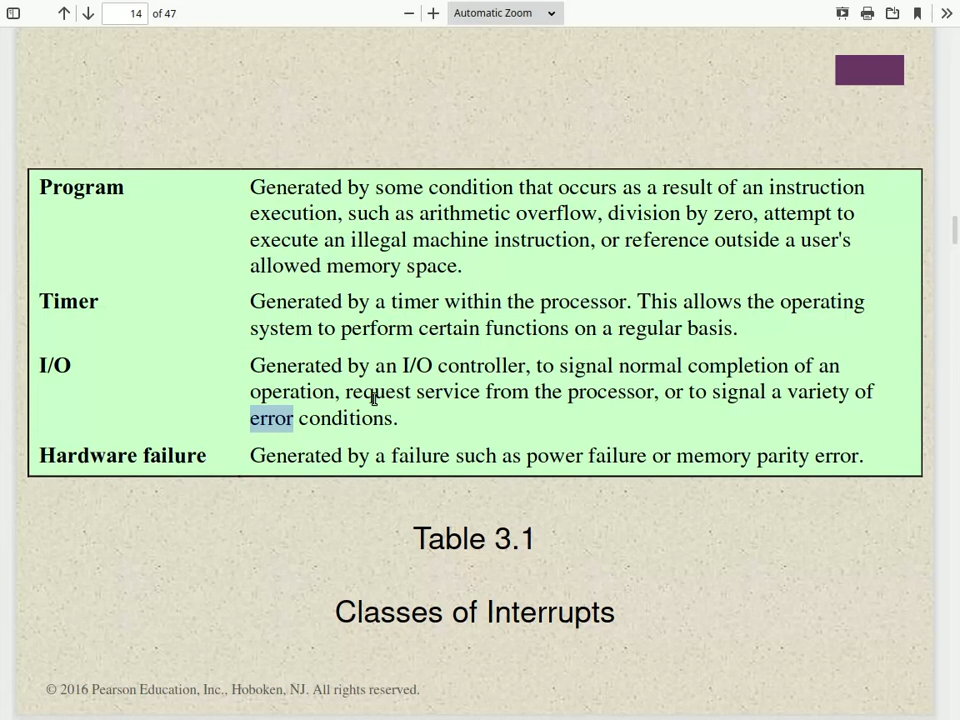 14 of 47 Automatic Zoom
Program Generated by some condition that occurs as a result of an instruction
execution, such as arithmetic overflow, division by zero, attempt to
execute an illegal machine instruction, or reference outside a user's
allowed memory space.
Timer Generated by a timer within the processor. This allows the operating
system to perform certain functions on a regular basis.
I/O Generated by an I/O controller, to signal normal completion of an
operation, request service from the processor, or to signal a variety of
error conditions.
Hardware failure Generated by a failure such as power failure or memory parity error.
Table 3.1
Classes of Interrupts
© 2016 Pearson Education, Inc., Hoboken, NJ. All rights reserved.